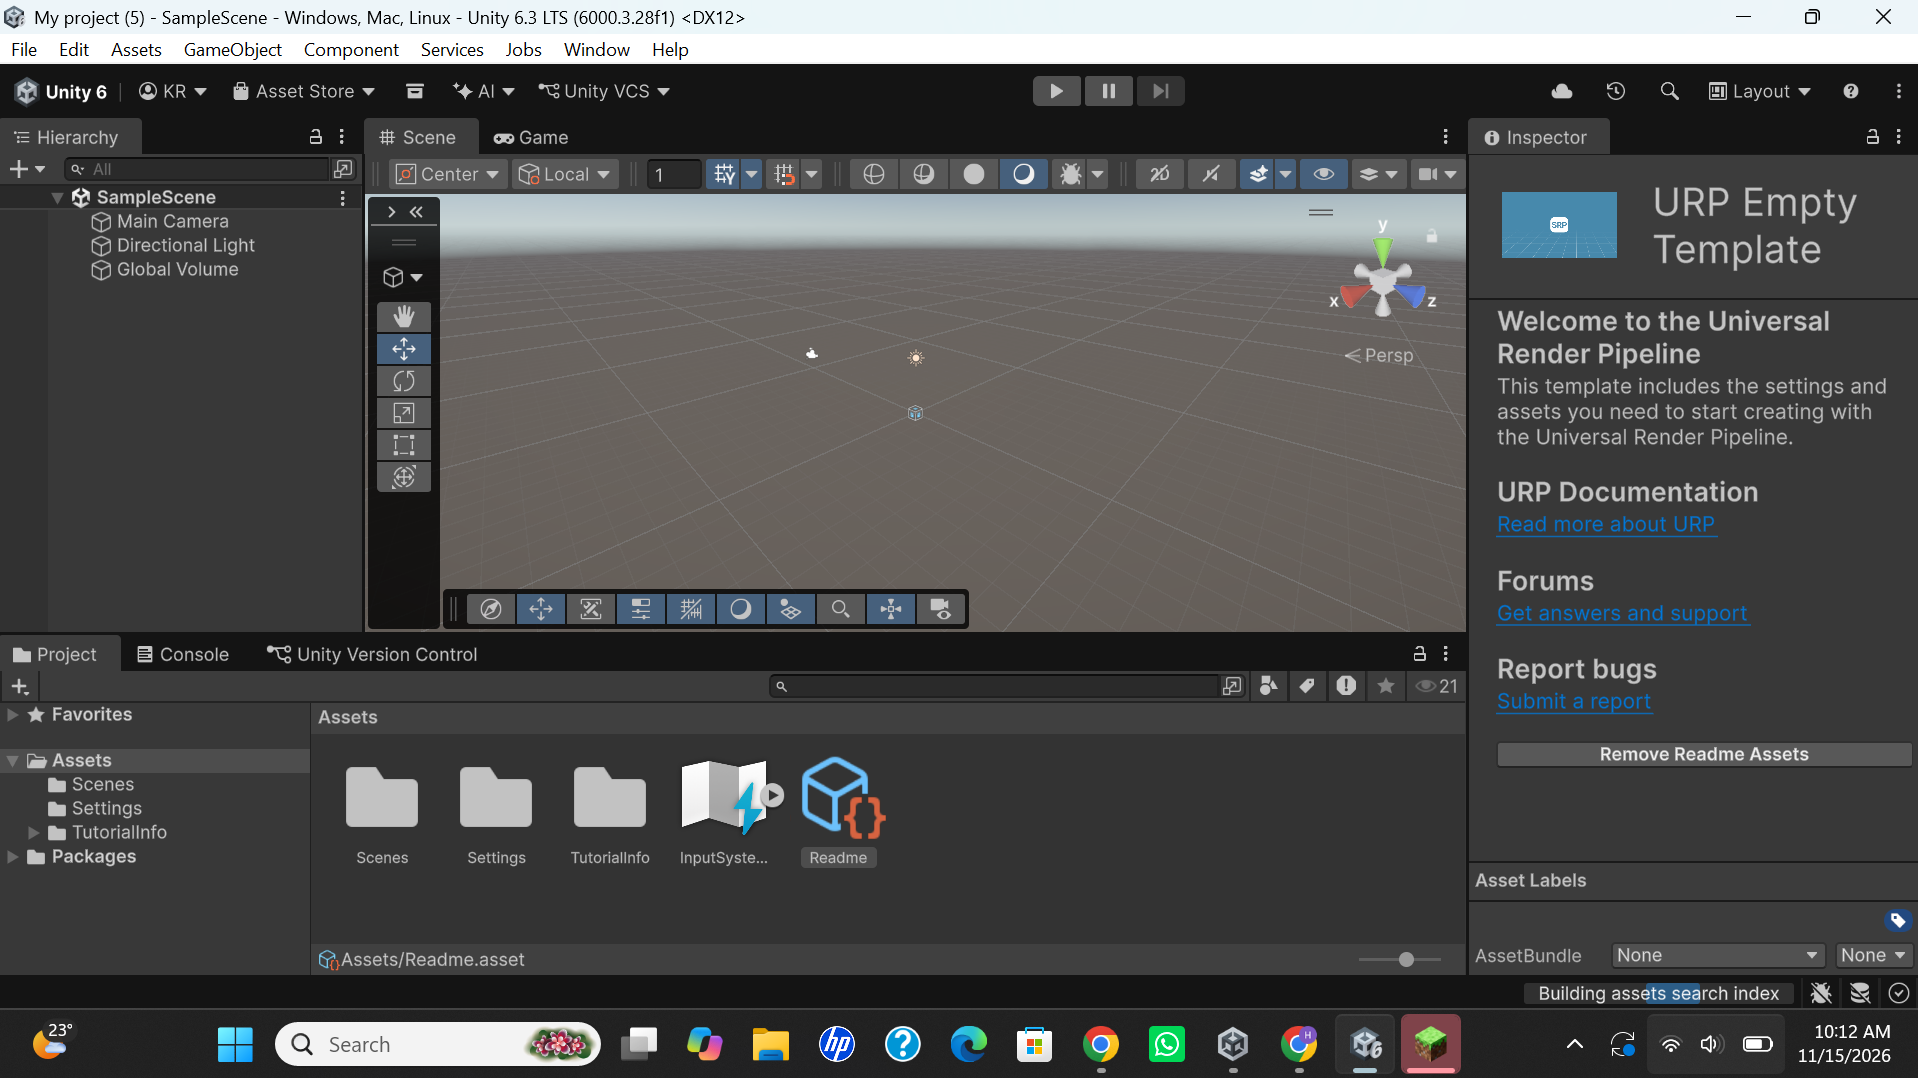 My project (5) - SampleScene - Windows, Mac, Linux - Unity 6.3 LTS (6000.3.28f1) <DX12>
File Edit Assets GameObject Component Services Jobs Window Help
Unity 6 KR Asset Store AI Unity VCS Layout
Hierarchy
All
SampleScene
Main Camera
Directional Light
Global Volume
Scene Game
Center Local 1 2D
y
x z
Persp
Inspector
SRP
URP Empty
Template
Welcome to the Universal
Render Pipeline
This template includes the settings and
assets you need to start creating with
the Universal Render Pipeline.
URP Documentation
Read more about URP
Forums
Get answers and support
Report bugs
Submit a report
Remove Readme Assets
Asset Labels
AssetBundle None None
Project Console Unity Version Control
21
Favorites
Assets
Scenes
Settings
TutorialInfo
Packages
Assets
Scenes Settings TutorialInfo InputSyste... Readme
Assets/Readme.asset
Building assets search index
23°
Search
hp
H
6
10:12 AM
11/15/2026